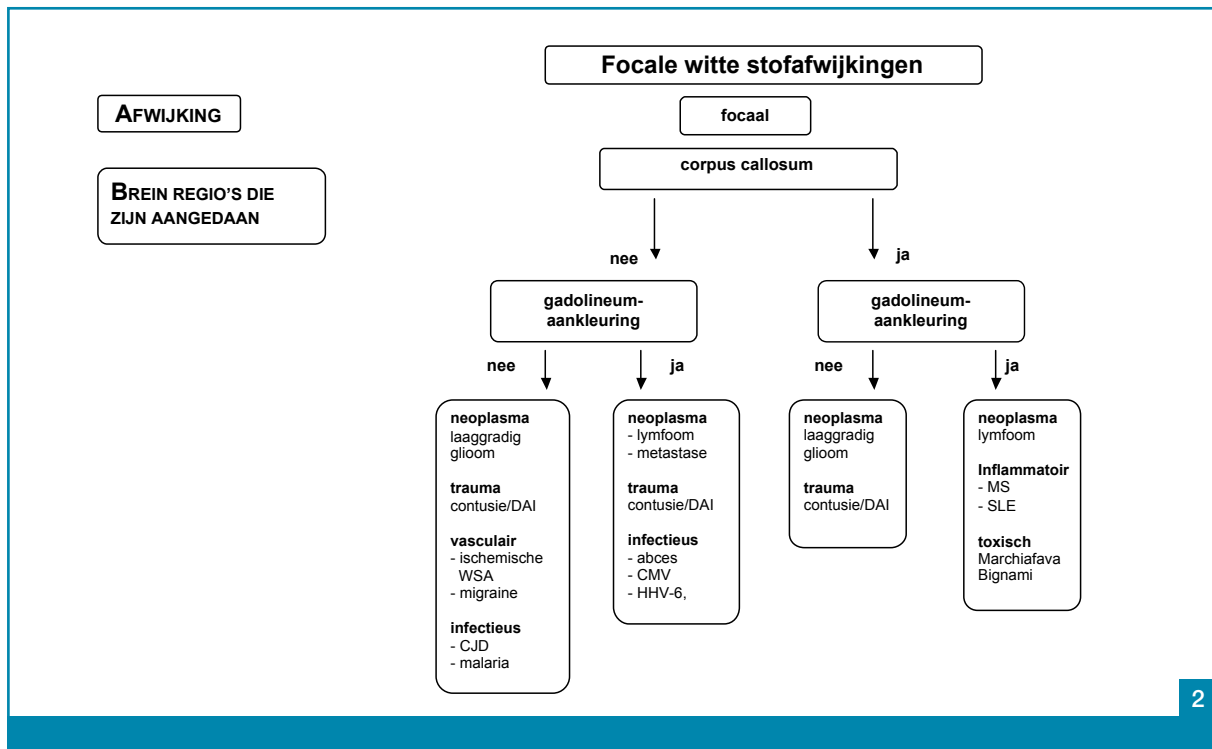 Focale witte stofafwijkingen
AFWIJKING
focaal
corpus callosum
BREIN REGIO'S DIE
ZIJN AANGEDAAN
nee
ja
gadolineum-
aankleuring
gadolineum-
aankleuring
nee
ja
nee
ja
neoplasma
laaggradig
glioom
trauma
contusie/DAI
vasculair
- ischemische
WSA
- migraine
infectieus
- CJD
- malaria
neoplasma
- lymfoom
- metastase
trauma
contusie/DAI
infectieus
- abces
- CMV
- HHV-6,
neoplasma
laaggradig
glioom
trauma
contusie/DAI
neoplasma
lymfoom
Inflammatoir
- MS
- SLE
toxisch
Marchiafava
Bignami
2